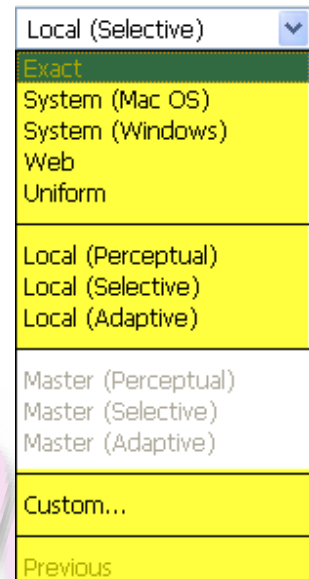 Local (Selective)
Exact
System (Mac OS)
System (Windows)
Web
Uniform
Local (Perceptual)
Local (Selective)
Local (Adaptive)
Master (Perceptual)
Master (Selective)
Master (Adaptive)
Custom...
Previous